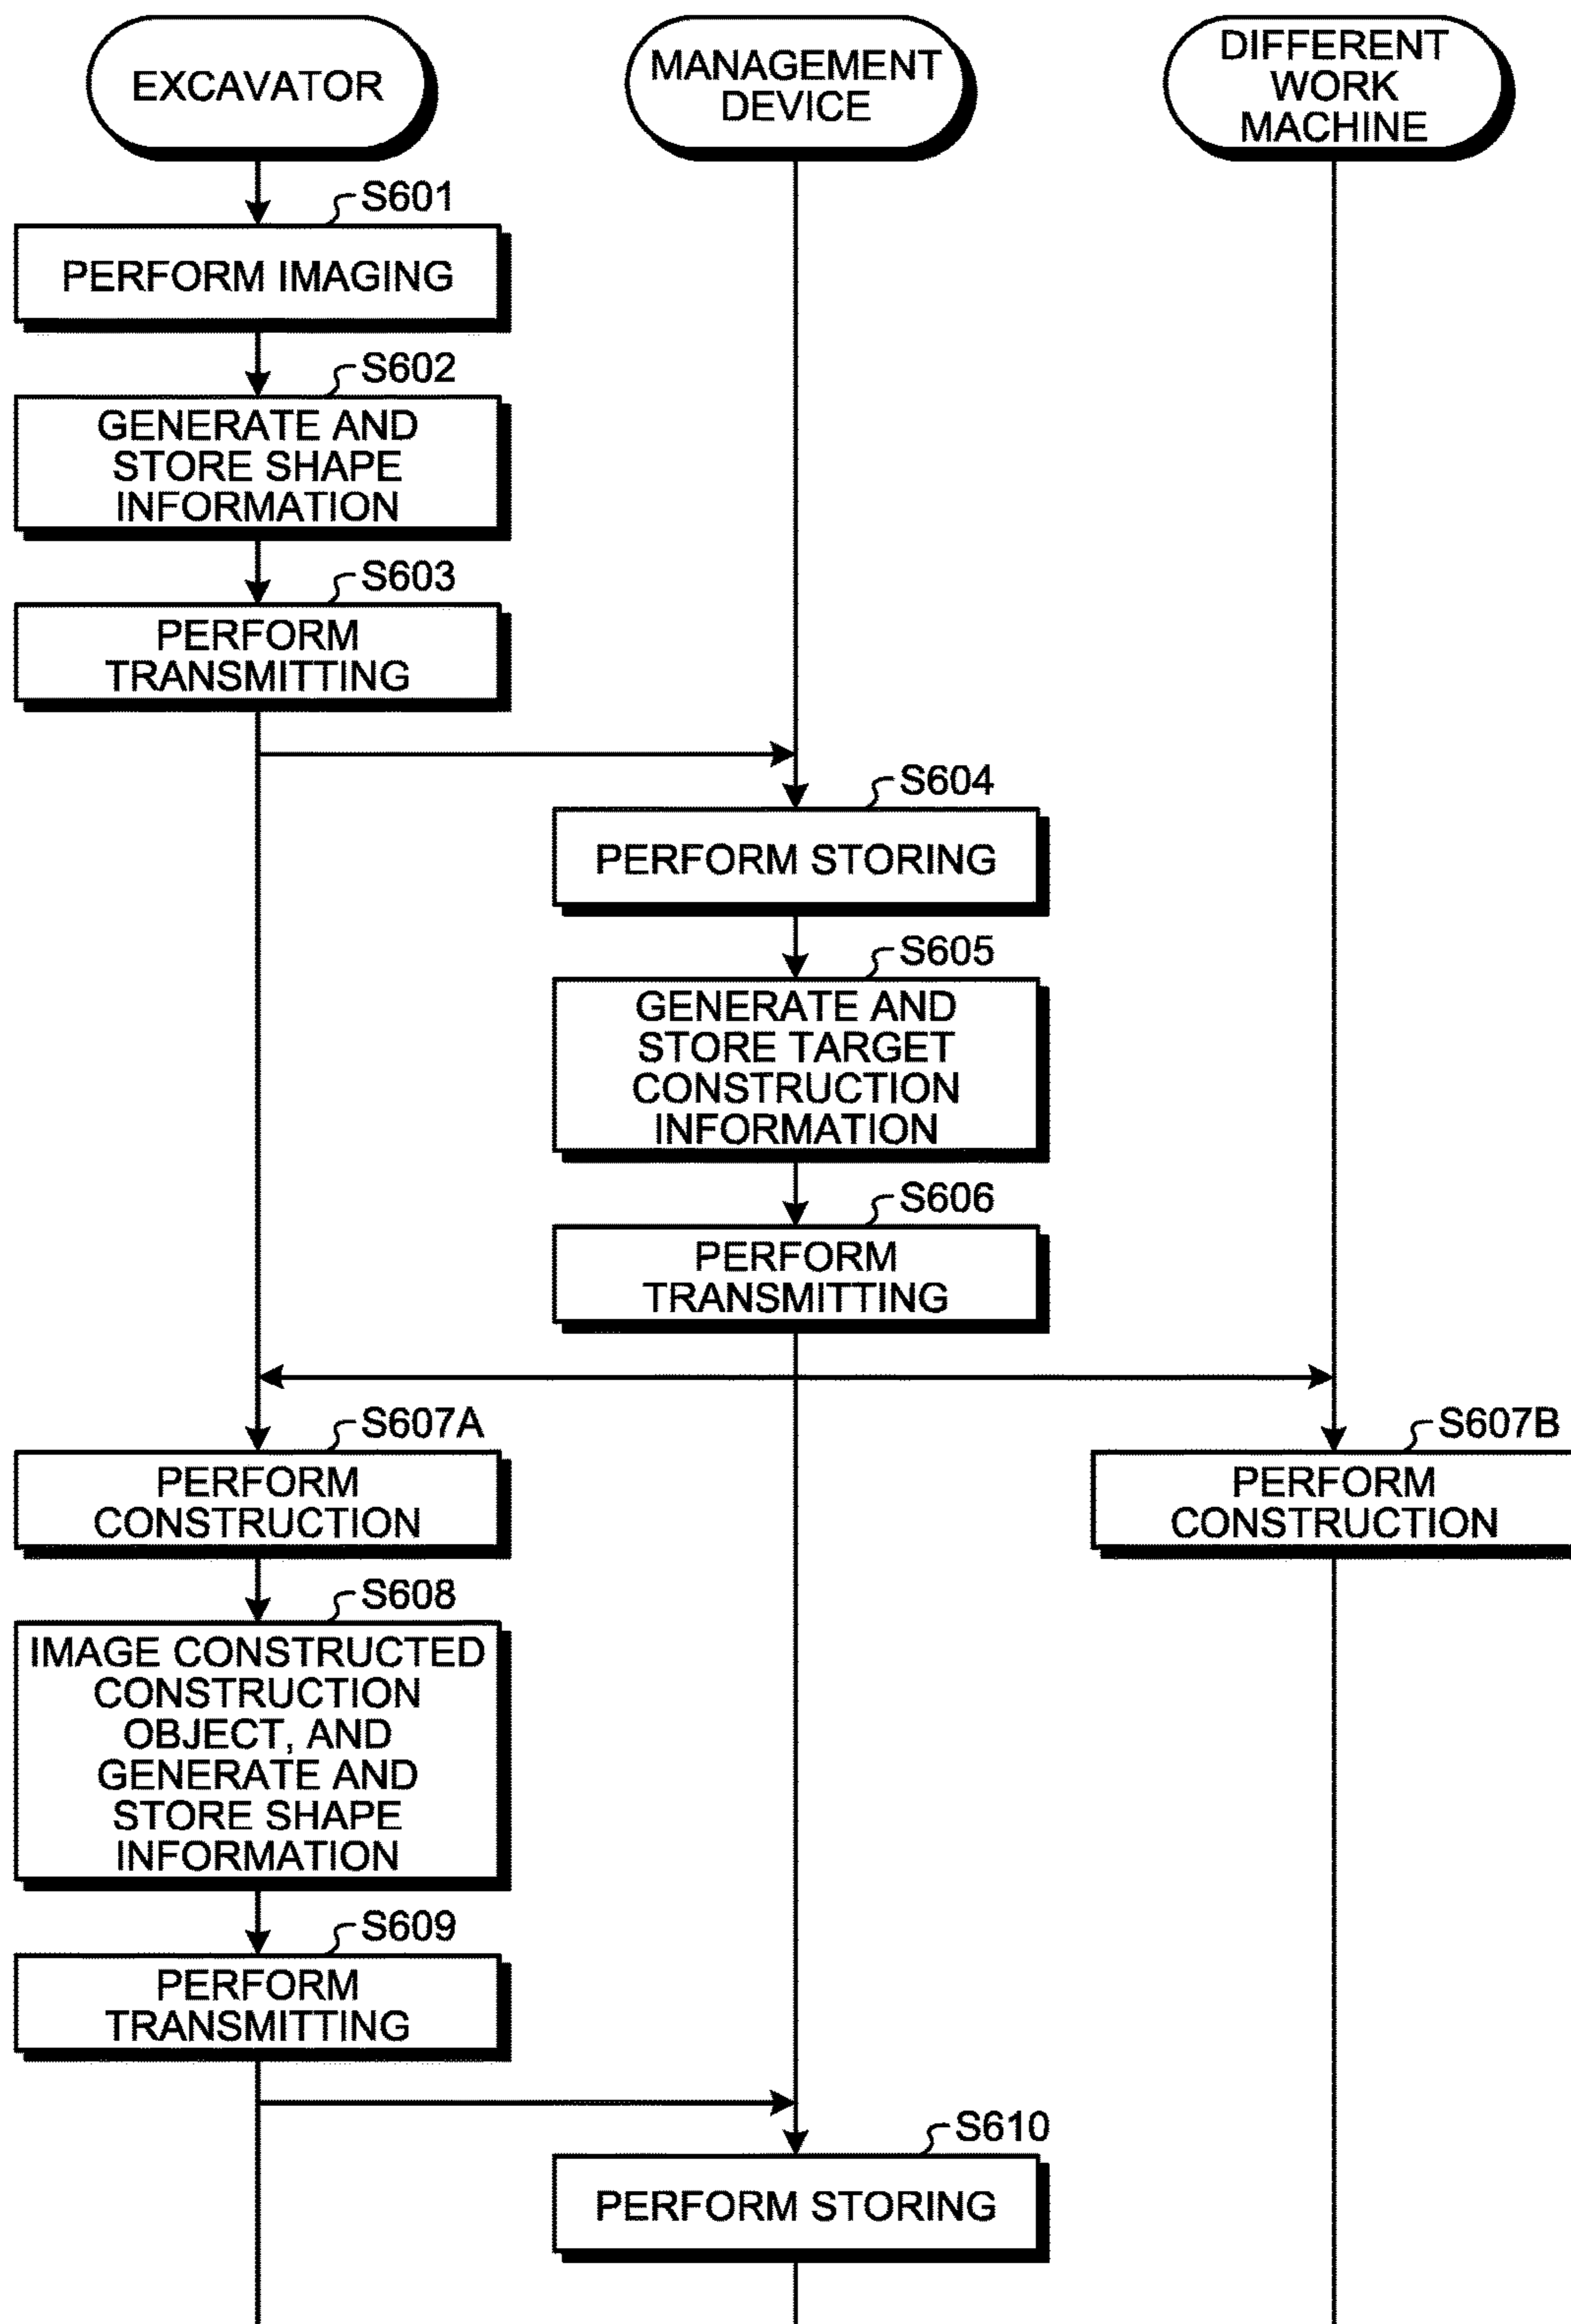 EXCAVATOR
MANAGEMENT
DEVICE
DIFFERENT
WORK
MACHINE
S601
PERFORM IMAGING
S602
GENERATE AND
STORE SHAPE
INFORMATION
S603
PERFORM
TRANSMITTING
S604
PERFORM STORING
S605
GENERATE AND
STORE TARGET
CONSTRUCTION
INFORMATION
S606
PERFORM
TRANSMITTING
S607A
PERFORM
CONSTRUCTION
S607B
PERFORM
CONSTRUCTION
S608
IMAGE CONSTRUCTED
CONSTRUCTION
OBJECT, AND
GENERATE AND
STORE SHAPE
INFORMATION
S609
PERFORM
TRANSMITTING
S610
PERFORM STORING